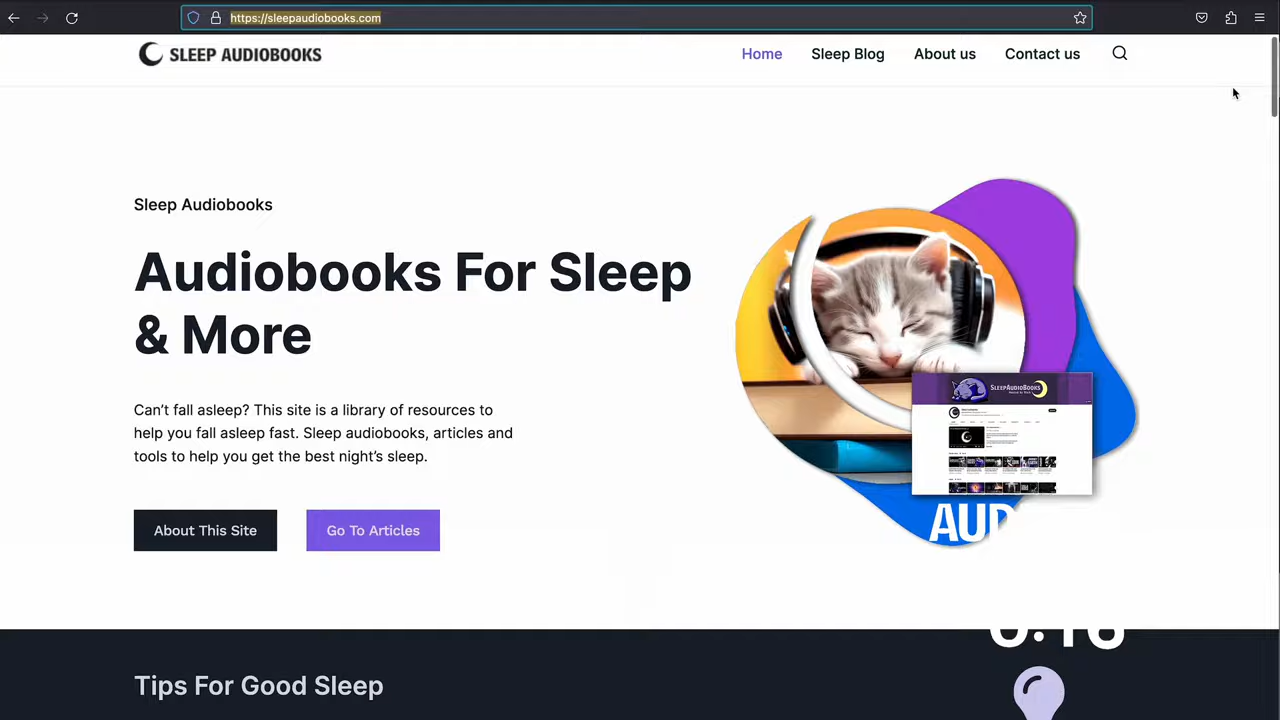 https://sleepaudiobooks.com
SLEEP AUDIOBOOKS
Home
Sleep Blog
About us
Contact us
Sleep Audiobooks
Audiobooks For Sleep
& More
Can’t fall asleep? This site is a library of resources to
help you fall asleep fast. Sleep audiobooks, articles and
tools to help you get the best night’s sleep.
About This Site
Go To Articles
SLEEPAUDIOBOOKS
Tips For Good Sleep